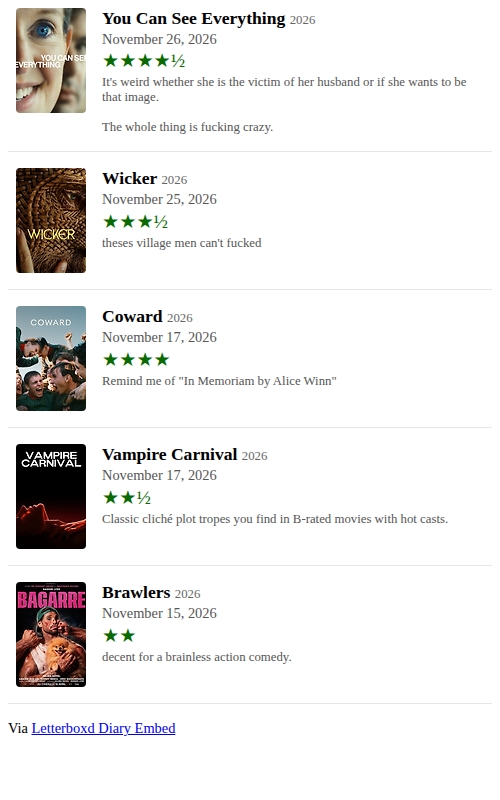 YOU CAN SEE
EVERYTHING
You Can See Everything 2026
November 26, 2026
★★★★½
It's weird whether she is the victim of her husband or if she wants to be
that image.
The whole thing is fucking crazy.
WICKER
Wicker 2026
November 25, 2026
★★★½
theses village men can't fucked
COWARD
Coward 2026
November 17, 2026
★★★★
Remind me of "In Memoriam by Alice Winn"
VAMPIRE
CARNIVAL
Vampire Carnival 2026
November 17, 2026
★★½
Classic cliché plot tropes you find in B-rated movies with hot casts.
BAGARRE
Brawlers 2026
November 15, 2026
★★
decent for a brainless action comedy.
Via Letterboxd Diary Embed